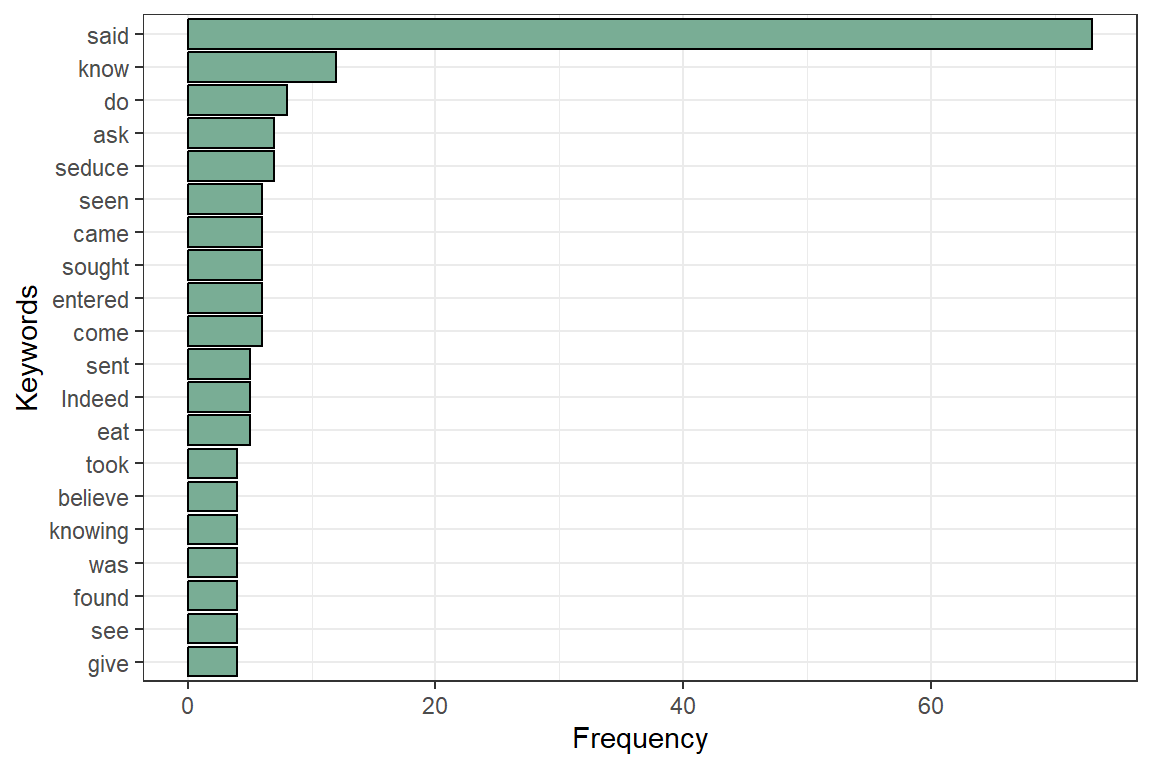 said
know
do
ask
seduce
seen
came
sought
entered
come
sent
Indeed
eat
took
believe
knowing
was
found
see
give
Keywords
0 20 40 60
Frequency